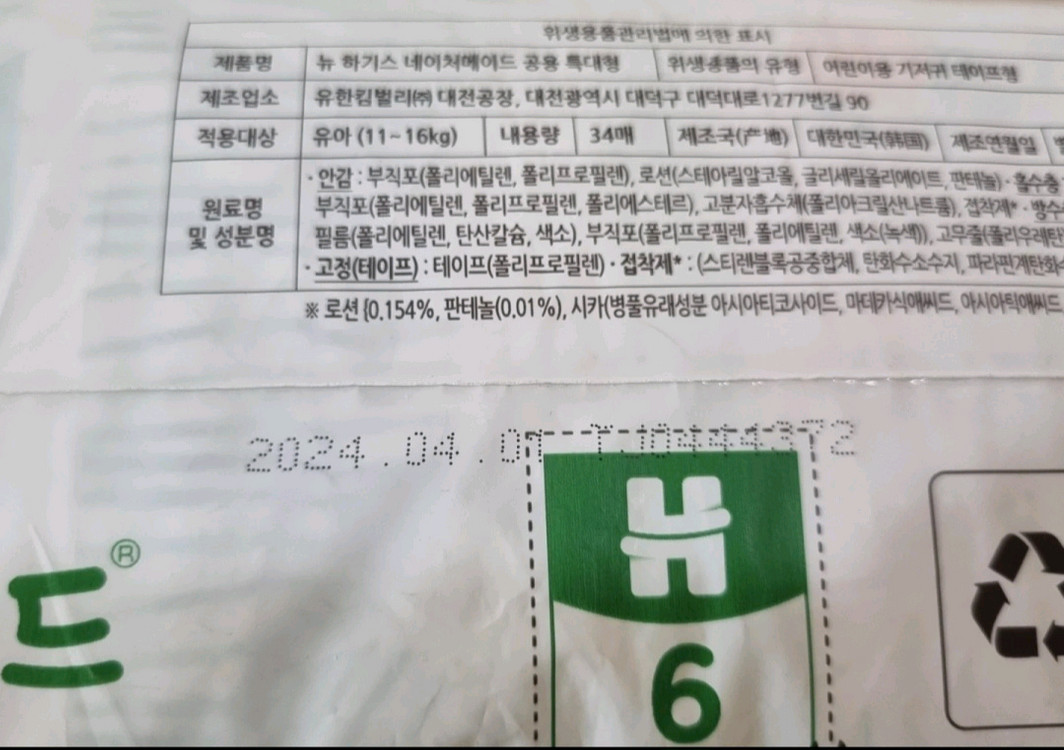 위생용품관리법에 의한 표시
제품명 뉴 하기스 네이처메이드 공용 특대형 위생용품의 유형 어린이용 기저귀 테이프형
제조업소 유한킴벌리㈜ 대전공장, 대전광역시 대덕구 대덕대로1277번길 90
적용대상 유아 (11~16kg) 내용량 34매 제조국(产地) 대한민국(韩国) 제조연월일
· 안감 : 부직포(폴리에틸렌, 폴리프로필렌), 로션(스테아릴알코올, 글리세릴올리에이트, 판테놀) · 흡수층
원료명 부직포(폴리에틸렌, 폴리프로필렌, 폴리에스테르), 고분자흡수체(폴리아크릴산나트륨), 접착제* · 방수
및 성분명 필름(폴리에틸렌, 탄산칼슘, 색소), 부직포(폴리프로필렌, 폴리에틸렌, 색소(녹색)), 고무줄(폴리우레탄
· 고정(테이프) : 테이프(폴리프로필렌) · 접착제* : (스티렌블록공중합체, 탄화수소수지, 파라핀계탄화수
※ 로션 {0.154%, 판테놀(0.01%), 시카(병풀유래성분 아시아티코사이드, 마데카식애씨드, 아시아틱애씨드
2024.04.01
드®
6